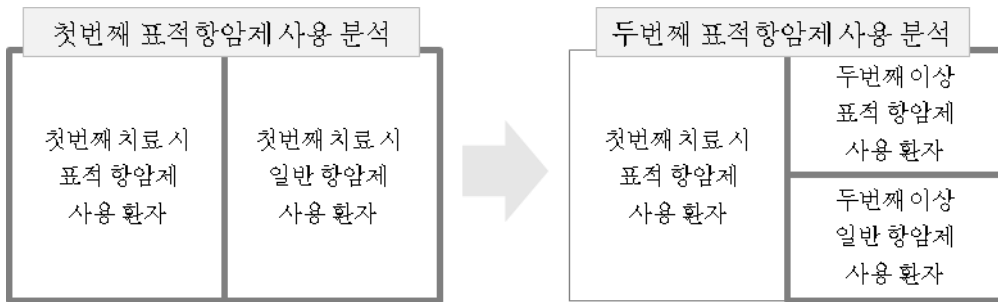 첫번째 표적항암제 사용 분석
첫번째 치료 시
표적 항암제
사용 환자
첫번째 치료 시
일반 항암제
사용 환자
두번째 표적항암제 사용 분석
첫번째 치료 시
표적 항암제
사용 환자
두번째 이상
표적 항암제
사용 환자
두번째 이상
일반 항암제
사용 환자